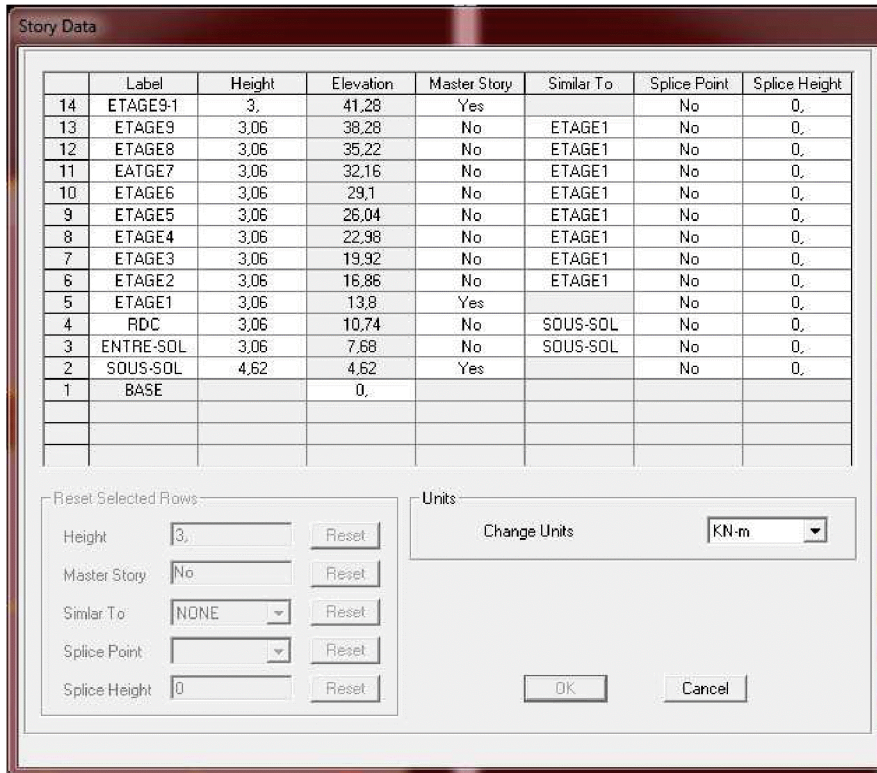 Story Data
Label Height Elevation Master Story Similar To Splice Point Splice Height
14 ETAGE9-1 3, 41,28 Yes No 0,
13 ETAGE9 3,06 38,28 No ETAGE1 No 0,
12 ETAGE8 3,06 35,22 No ETAGE1 No 0,
11 EATGE7 3,06 32,16 No ETAGE1 No 0,
10 ETAGE6 3,06 29,1 No ETAGE1 No 0,
9 ETAGE5 3,06 26,04 No ETAGE1 No 0,
8 ETAGE4 3,06 22,98 No ETAGE1 No 0,
7 ETAGE3 3,06 19,92 No ETAGE1 No 0,
6 ETAGE2 3,06 16,86 No ETAGE1 No 0,
5 ETAGE1 3,06 13,8 Yes No 0,
4 RDC 3,06 10,74 No SOUS-SOL No 0,
3 ENTRE-SOL 3,06 7,68 No SOUS-SOL No 0,
2 SOUS-SOL 4,62 4,62 Yes No 0,
1 BASE 0,
Reset Selected Rows
Height 3, Reset
Master Story No Reset
Simlar To NONE Reset
Splice Point Reset
Splice Height 0 Reset
Units
Change Units KN-m
OK Cancel